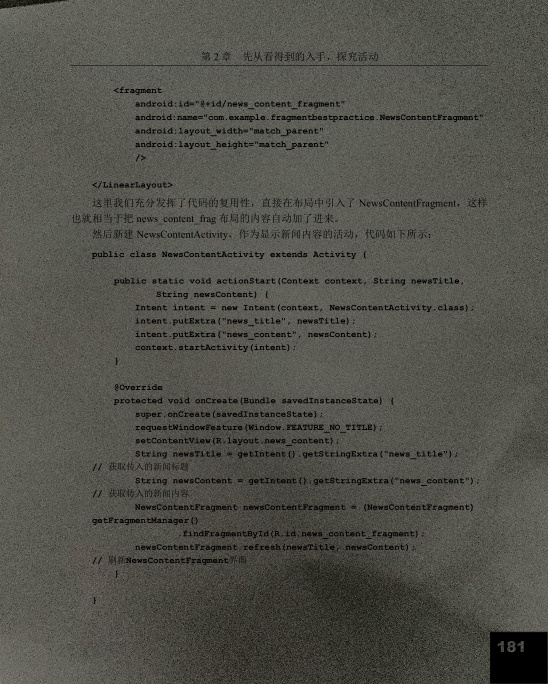 第 2 章 先从看得到的入手，探究活动
<fragment
android:id="@+id/news_content_fragment"
android:name="com.example.fragmentbestpractice.NewsContentFragment"
android:layout_width="match_parent"
android:layout_height="match_parent"
/>
</LinearLayout>
这里我们充分发挥了代码的复用性，直接在布局中引入了 NewsContentFragment，这样
也就相当于把 news_content_frag 布局的内容自动加了进来。
然后新建 NewsContentActivity，作为显示新闻内容的活动，代码如下所示：
public class NewsContentActivity extends Activity {
public static void actionStart(Context context, String newsTitle,
String newsContent) {
Intent intent = new Intent(context, NewsContentActivity.class);
intent.putExtra("news_title", newsTitle);
intent.putExtra("news_content", newsContent);
context.startActivity(intent);
}
@Override
protected void onCreate(Bundle savedInstanceState) {
super.onCreate(savedInstanceState);
requestWindowFeature(Window.FEATURE_NO_TITLE);
setContentView(R.layout.news_content);
String newsTitle = getIntent().getStringExtra("news_title");
// 获取传入的新闻标题
String newsContent = getIntent().getStringExtra("news_content");
// 获取传入的新闻内容
NewsContentFragment newsContentFragment = (NewsContentFragment)
getFragmentManager()
.findFragmentById(R.id.news_content_fragment);
newsContentFragment.refresh(newsTitle, newsContent);
// 刷新NewsContentFragment界面
}
}
181